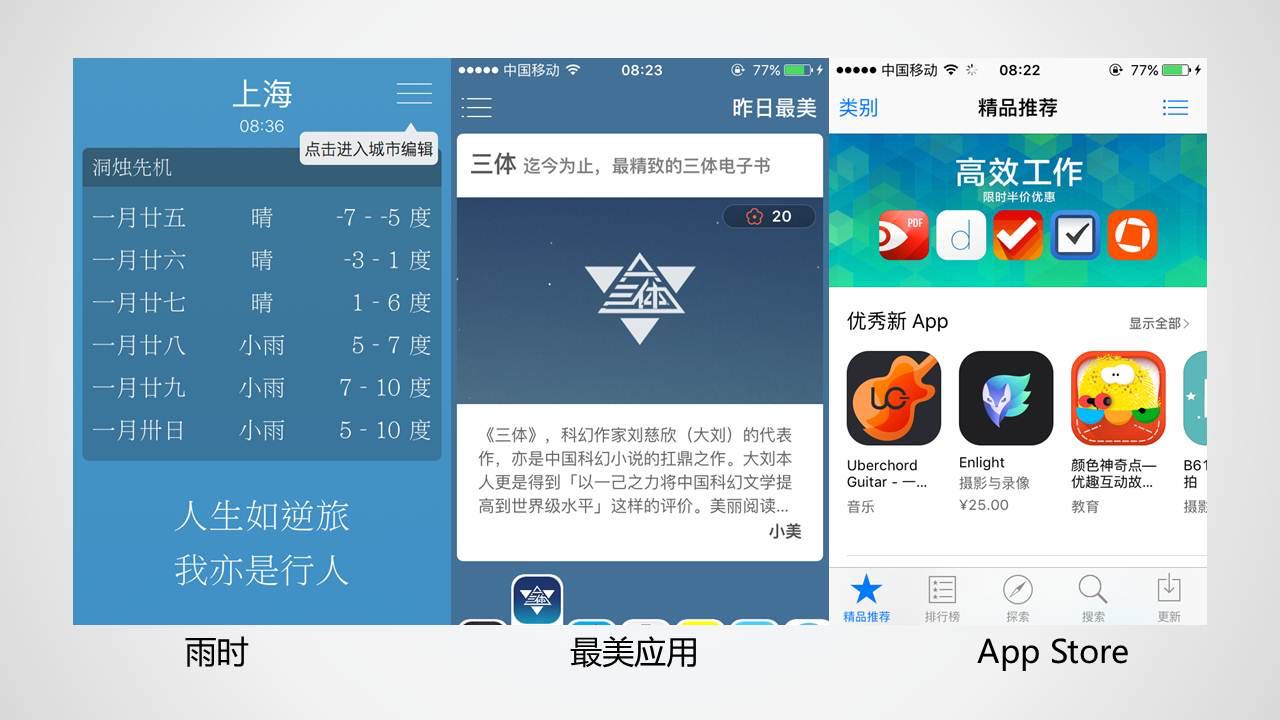 上海
08:36
点击进入城市编辑
洞烛先机
一月廿五 晴 -7 - -5 度
一月廿六 晴 -3 - 1 度
一月廿七 晴 1 - 6 度
一月廿八 小雨 5 - 7 度
一月廿九 小雨 7 - 10 度
一月卅日 小雨 5 - 10 度
人生如逆旅
我亦是行人
雨时
中国移动 08:23 77%
昨日最美
三体 迄今为止，最精致的三体电子书
20
三体
《三体》，科幻作家刘慈欣（大刘）的代表
作，亦是中国科幻小说的扛鼎之作。大刘本
人更是得到「以一己之力将中国科幻文学提
高到世界级水平」这样的评价。美丽阅读...
小美
三体
最美应用
中国移动 08:22 77%
类别 精品推荐
高效工作
限时半价优惠
PDF
d
优秀新 App 显示全部
UC
Uberchord
Guitar - 一...
音乐
Enlight
摄影与录像
¥25.00
颜色神奇点—
优趣互动故...
教育
B61
拍
摄影
精品推荐 排行榜 探索 搜索 更新
App Store